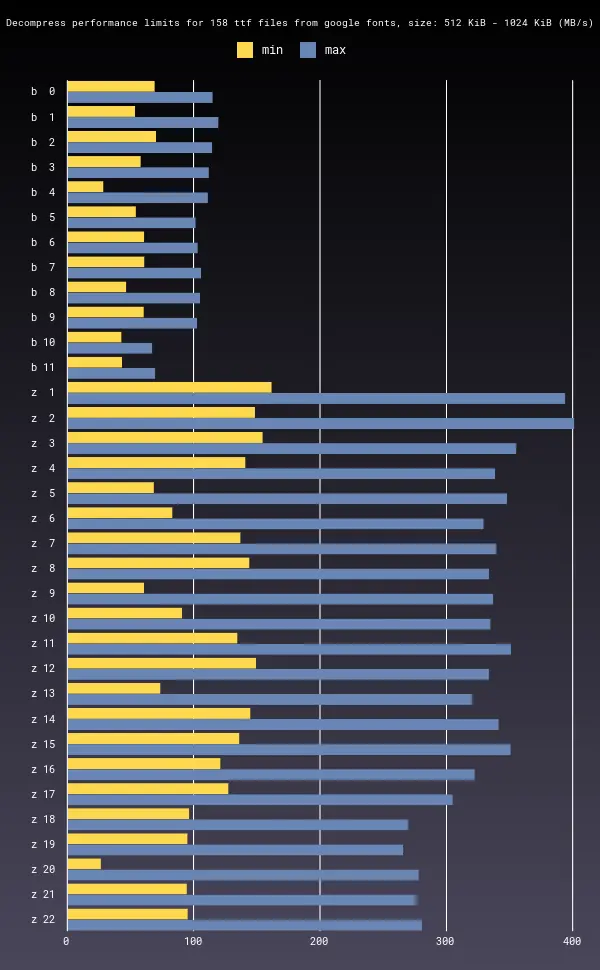 Decompress performance limits for 158 ttf files from google fonts, size: 512 KiB - 1024 KiB (MB/s)
min max
b 0
b 1
b 2
b 3
b 4
b 5
b 6
b 7
b 8
b 9
b 10
b 11
z 1
z 2
z 3
z 4
z 5
z 6
z 7
z 8
z 9
z 10
z 11
z 12
z 13
z 14
z 15
z 16
z 17
z 18
z 19
z 20
z 21
z 22
0 100 200 300 400